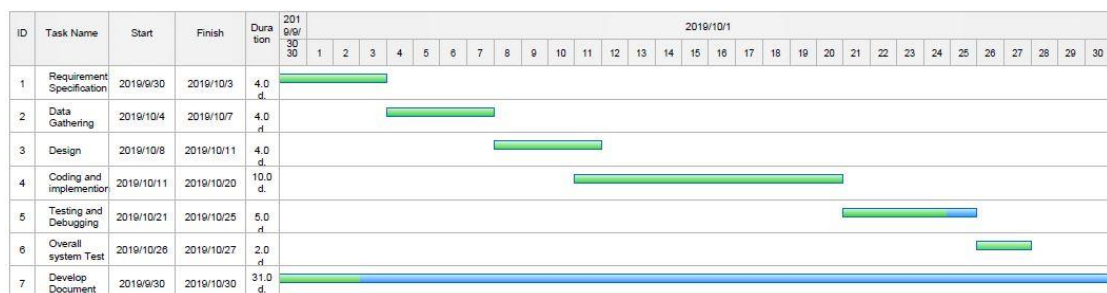 ID Task Name Start Finish Dura
tion 201
9/9/
30 2019/10/1
30 1 2 3 4 5 6 7 8 9 10 11 12 13 14 15 16 17 18 19 20 21 22 23 24 25 26 27 28 29 30
1 Requirement
Specification 2019/9/30 2019/10/3 4.0
d.
2 Data
Gathering 2019/10/4 2019/10/7 4.0
d.
3 Design 2019/10/8 2019/10/11 4.0
d.
4 Coding and
implemention 2019/10/11 2019/10/20 10.0
d.
5 Testing and
Debugging 2019/10/21 2019/10/25 5.0
d.
6 Overall
system Test 2019/10/26 2019/10/27 2.0
d.
7 Develop
Document 2019/9/30 2019/10/30 31.0
d.